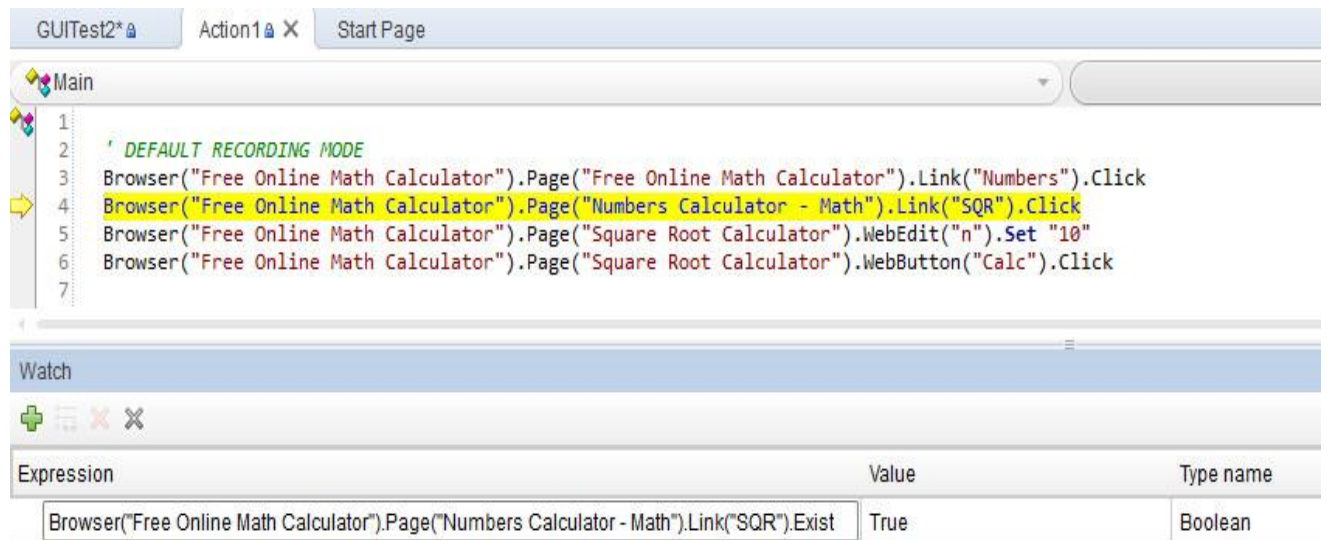 GUITest2* Action1 Start Page
Main
1
2 ' DEFAULT RECORDING MODE
3 Browser("Free Online Math Calculator").Page("Free Online Math Calculator").Link("Numbers").Click
4 Browser("Free Online Math Calculator").Page("Numbers Calculator - Math").Link("SQR").Click
5 Browser("Free Online Math Calculator").Page("Square Root Calculator").WebEdit("n").Set "10"
6 Browser("Free Online Math Calculator").Page("Square Root Calculator").WebButton("Calc").Click
7
Watch
Expression Value Type name
Browser("Free Online Math Calculator").Page("Numbers Calculator - Math").Link("SQR").Exist True Boolean